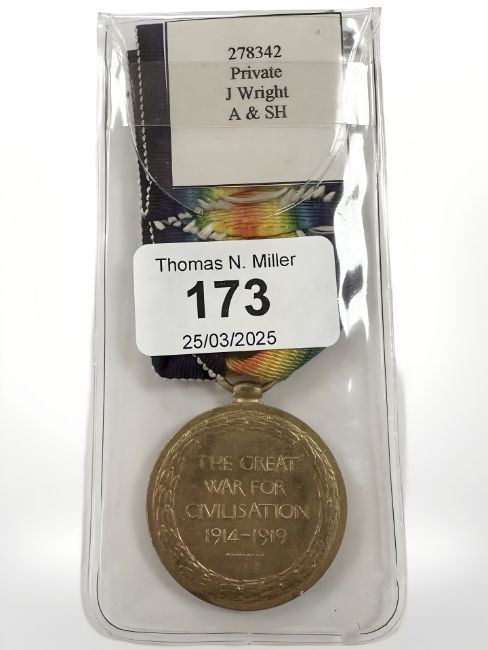 278342
Private
J Wright
A & SH
Thomas N. Miller
173
25/03/2025
THE GREAT
WAR FOR
CIVILISATION
1914-1919